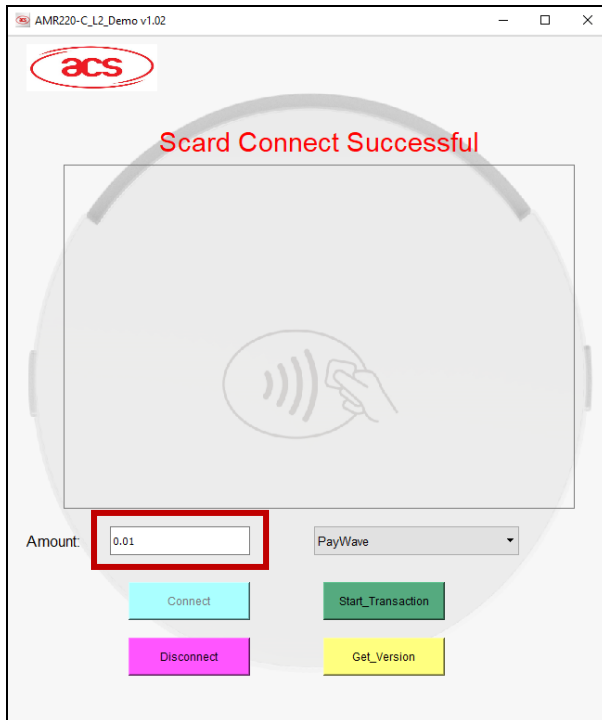 AMR220-C_L2_Demo v1.02
acs
Scard Connect Successful
Amount:
0.01
PayWave
Connect
Start_Transaction
Disconnect
Get_Version